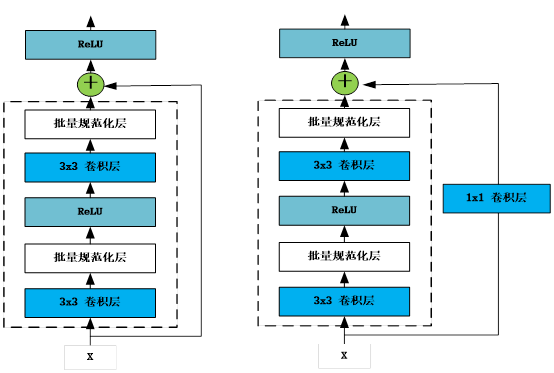 ReLU
+
批量规范化层
3x3 卷积层
ReLU
批量规范化层
3x3 卷积层
X
ReLU
+
批量规范化层
3x3 卷积层
ReLU
批量规范化层
3x3 卷积层
X
1x1 卷积层